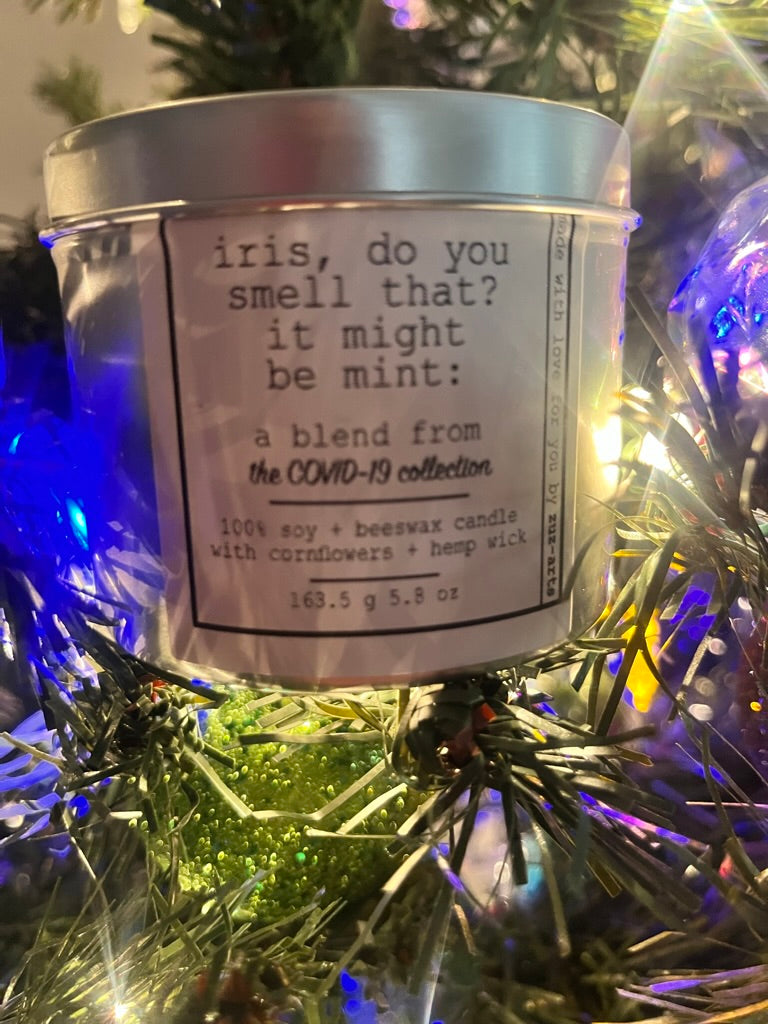 iris, do you
smell that?
it might
be mint:
a blend from
the COVID-19 collection
100% soy + beeswax candle
with cornflowers + hemp wick
163.5 g 5.8 oz
made with love for you by zuz-arts